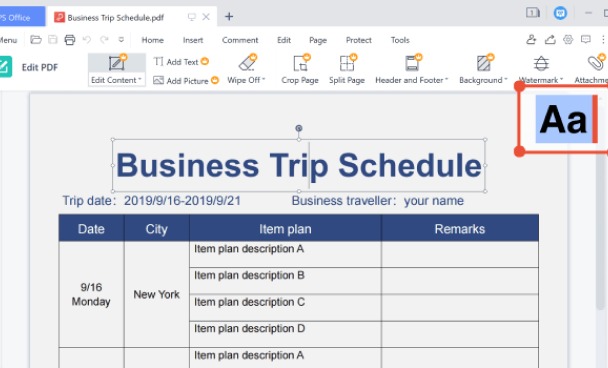 PS Office Business Trip Schedule.pdf
Menu Home Insert Comment Edit Page Protect Tools
Edit PDF Edit Content Add Text Add Picture Wipe Off Crop Page Split Page Header and Footer Background Watermark Attachme
Aa
Business Trip Schedule
Trip date: 2019/9/16-2019/9/21 Business traveller: your name
Date City Item plan Remarks
9/16 Monday New York Item plan description A
Item plan description B
Item plan description C
Item plan description D
Item plan description A